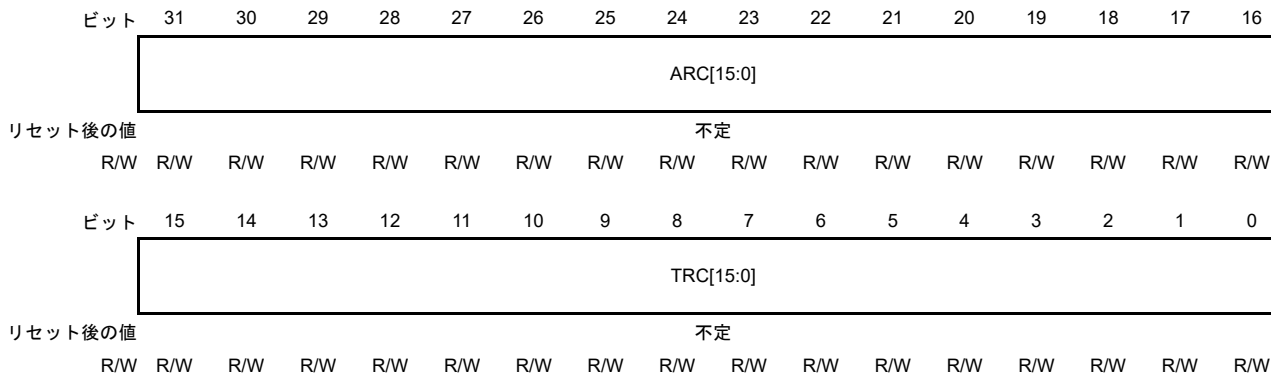 ビット 31 30 29 28 27 26 25 24 23 22 21 20 19 18 17 16
ARC[15:0]
リセット後の値 不定
R/W R/W R/W R/W R/W R/W R/W R/W R/W R/W R/W R/W R/W R/W R/W R/W R/W
ビット 15 14 13 12 11 10 9 8 7 6 5 4 3 2 1 0
TRC[15:0]
リセット後の値 不定
R/W R/W R/W R/W R/W R/W R/W R/W R/W R/W R/W R/W R/W R/W R/W R/W R/W